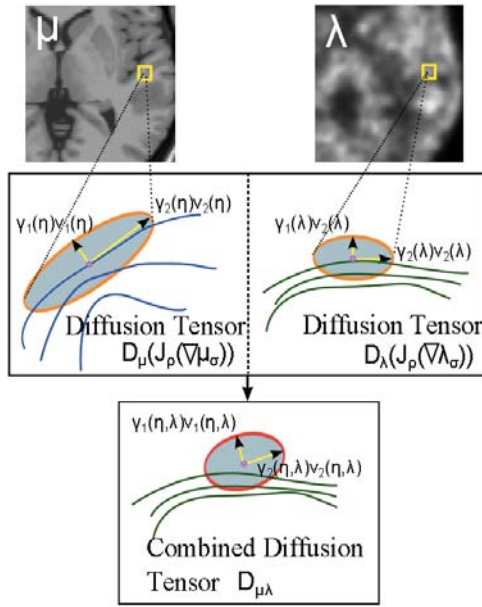 μ
λ
γ₁(η)v₁(η)
γ₂(η)v₂(η)
Diffusion Tensor
Dμ(Jρ(∇μσ))
γ₁(λ)v₂(λ)
γ₂(λ)v₂(λ)
Diffusion Tensor
Dλ(Jρ(∇λσ))
γ₁(η,λ)v₁(η,λ)
γ₂(η,λ)v₂(η,λ)
Combined Diffusion
Tensor Dμλ